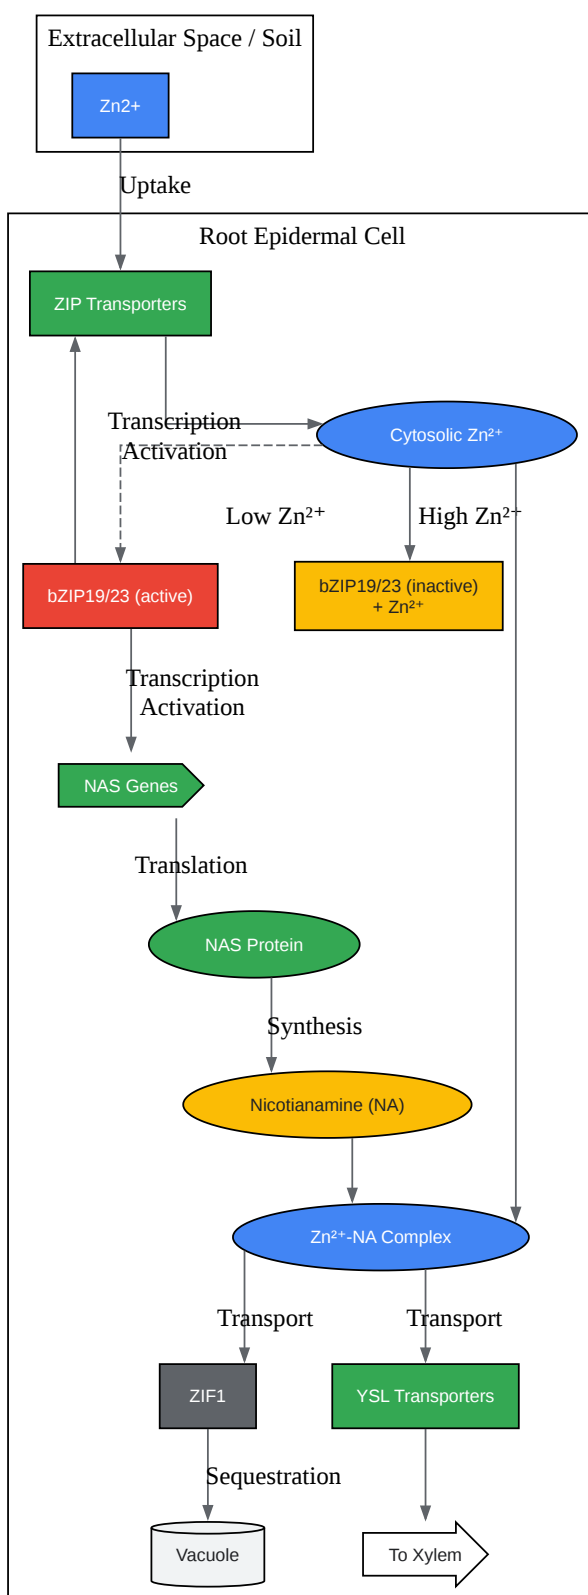 Extracellular Space / Soil
Zn2+
Uptake
Root Epidermal Cell
ZIP Transporters
Transcription
Activation
Cytosolic Zn²⁺
Low Zn²⁺
High Zn²⁺
bZIP19/23 (active)
bZIP19/23 (inactive)
+ Zn²⁺
Transcription
Activation
NAS Genes
Translation
NAS Protein
Synthesis
Nicotianamine (NA)
Zn²⁺-NA Complex
Transport
Transport
ZIF1
YSL Transporters
Sequestration
Vacuole
To Xylem